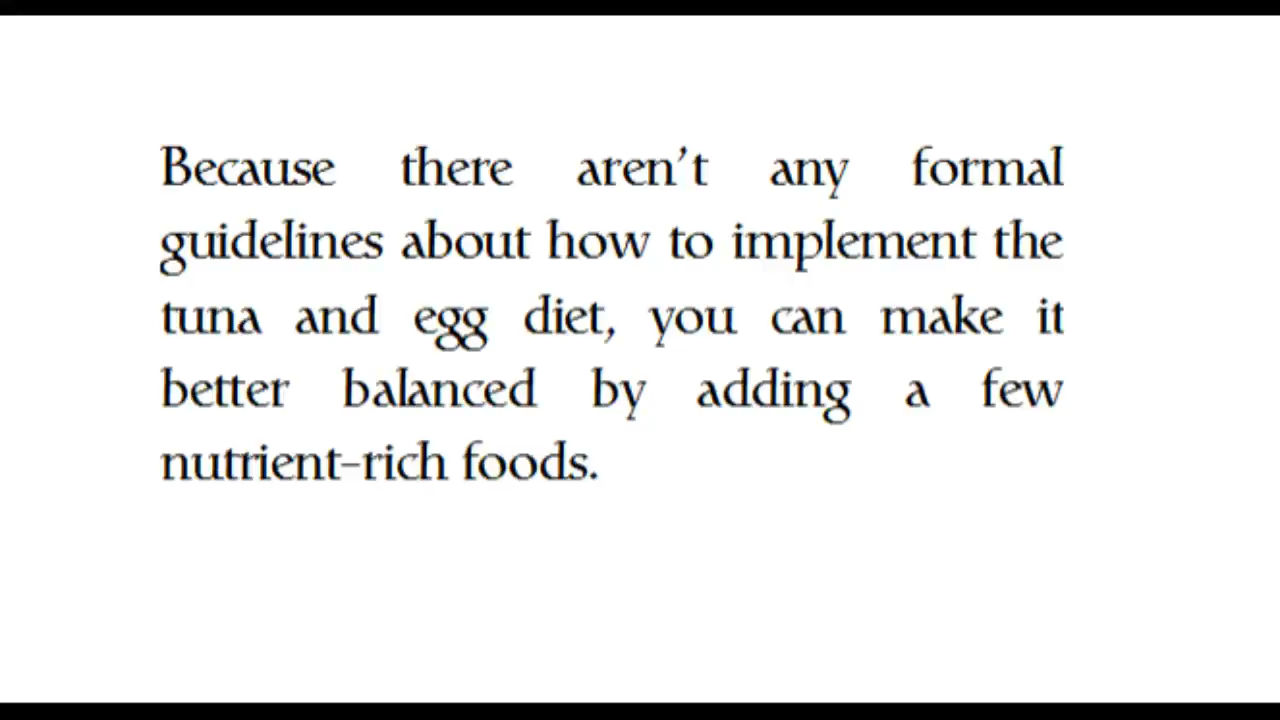 Because there aren’t any formal
guidelines about how to implement the
tuna and egg diet, you can make it
better balanced by adding a few
nutrient-rich foods.